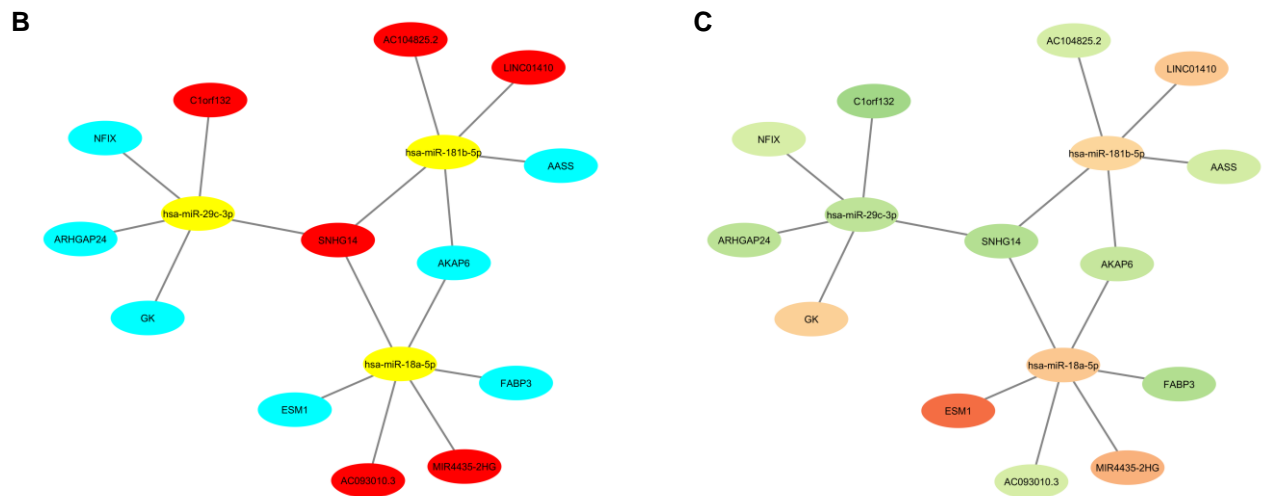 B
AC104825.2
LINC01410
C1orf132
NFIX
hsa-miR-181b-5p
AASS
hsa-miR-29c-3p
ARHGAP24
SNHG14
AKAP6
GK
hsa-miR-18a-5p
FABP3
ESM1
MIR4435-2HG
AC093010.3
C
AC104825.2
LINC01410
C1orf132
NFIX
hsa-miR-181b-5p
AASS
hsa-miR-29c-3p
ARHGAP24
SNHG14
AKAP6
GK
hsa-miR-18a-5p
FABP3
ESM1
MIR4435-2HG
AC093010.3